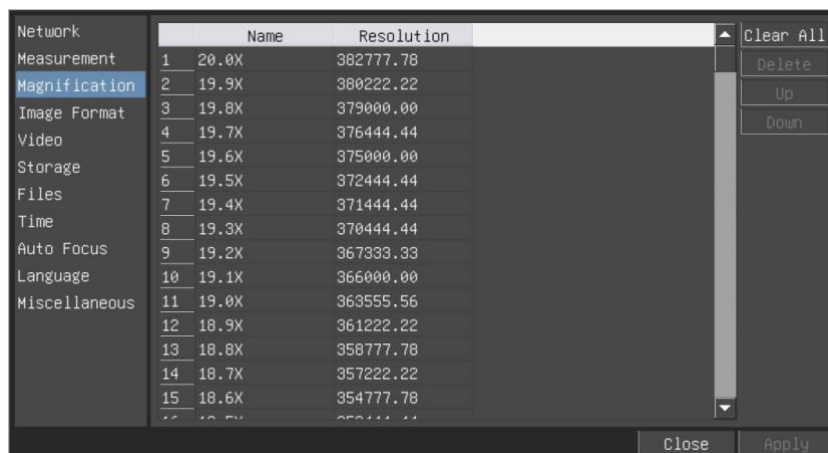 Network
Measurement
Magnification
Image Format
Video
Storage
Files
Time
Auto Focus
Language
Miscellaneous
Name Resolution
1 20.0X 382777.78
2 19.9X 380222.22
3 19.8X 379000.00
4 19.7X 376444.44
5 19.6X 375000.00
6 19.5X 372444.44
7 19.4X 371444.44
8 19.3X 370444.44
9 19.2X 367333.33
10 19.1X 366000.00
11 19.0X 363555.56
12 18.9X 361222.22
13 18.8X 358777.78
14 18.7X 357222.22
15 18.6X 354777.78
Clear All
Delete
Up
Down
Close Apply